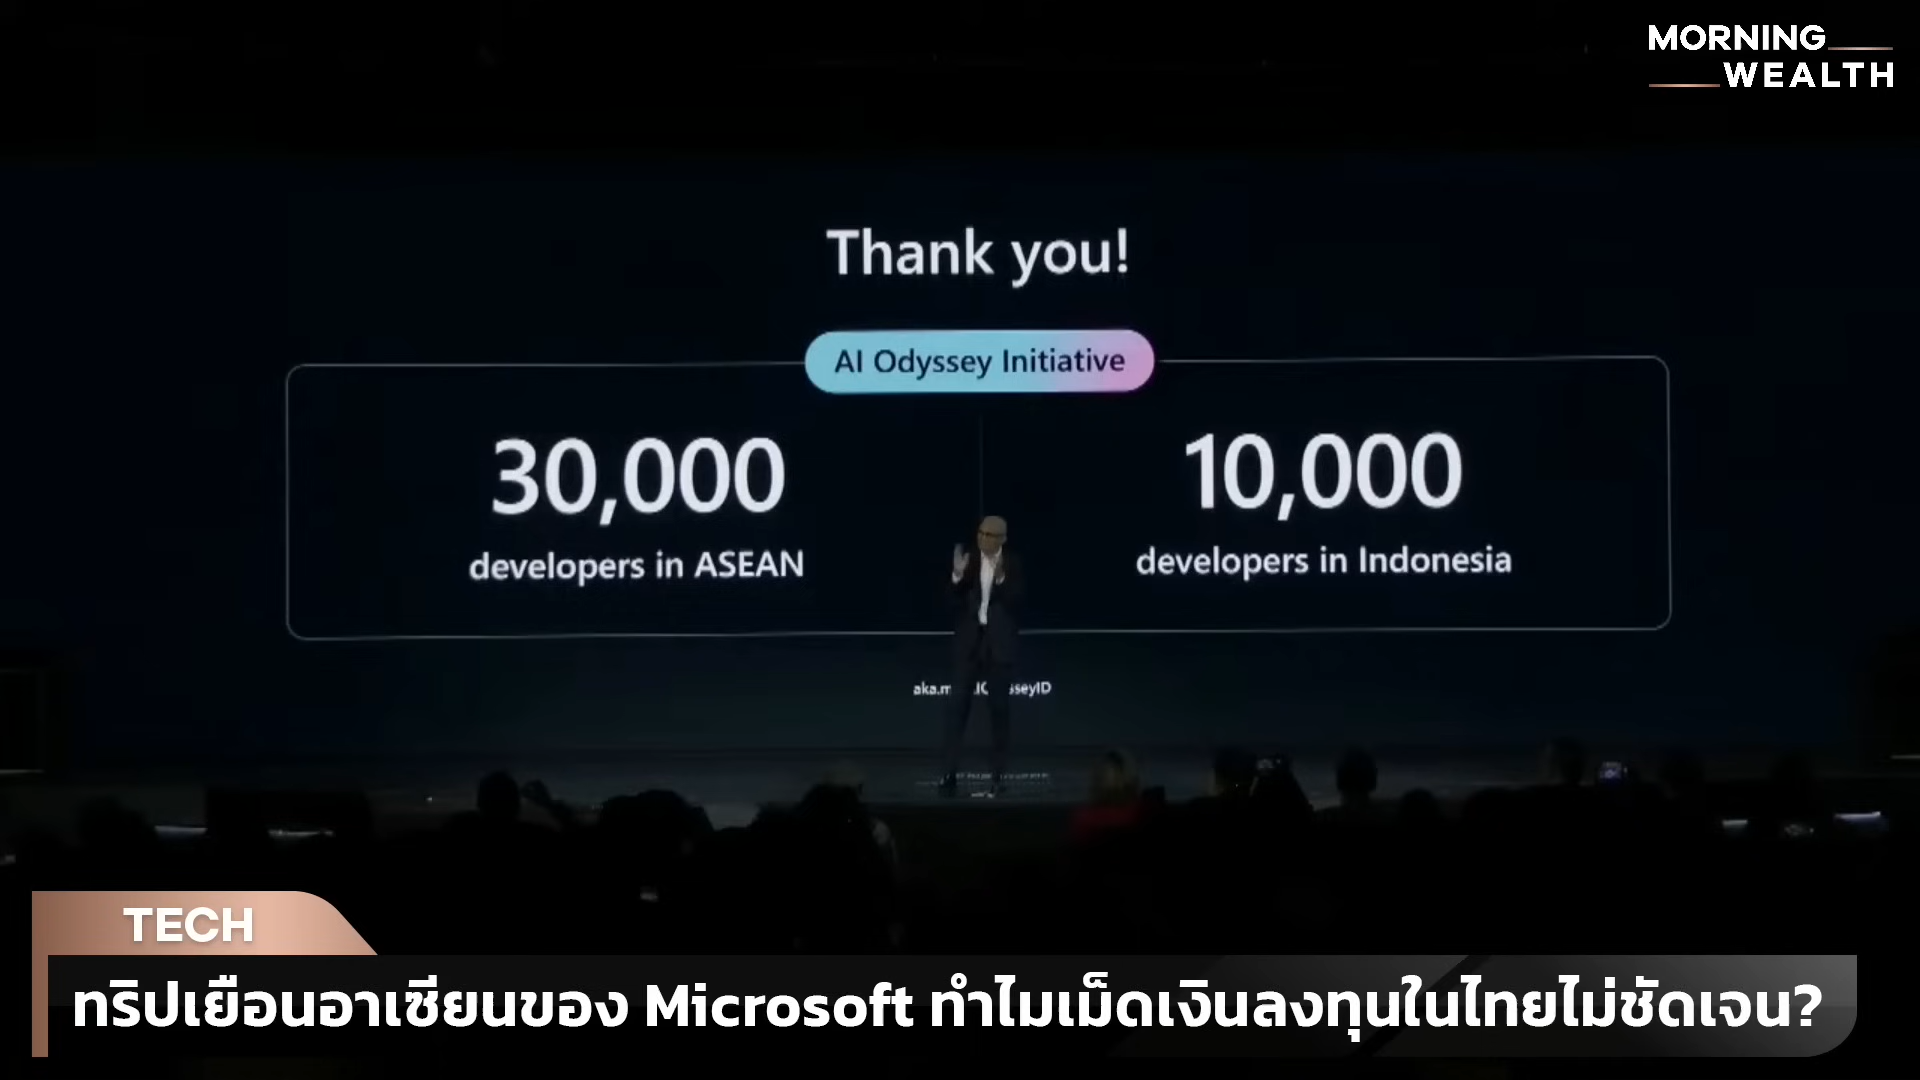 MORNING
WEALTH
Thank you!
AI Odyssey Initiative
30,000
10,000
developers in ASEAN
developers in Indonesia
TECH
ทริปเยือนอาเซียนของ Microsoft ทำไมเม็ดเงินลงทุนในไทยไม่ชัดเจน?